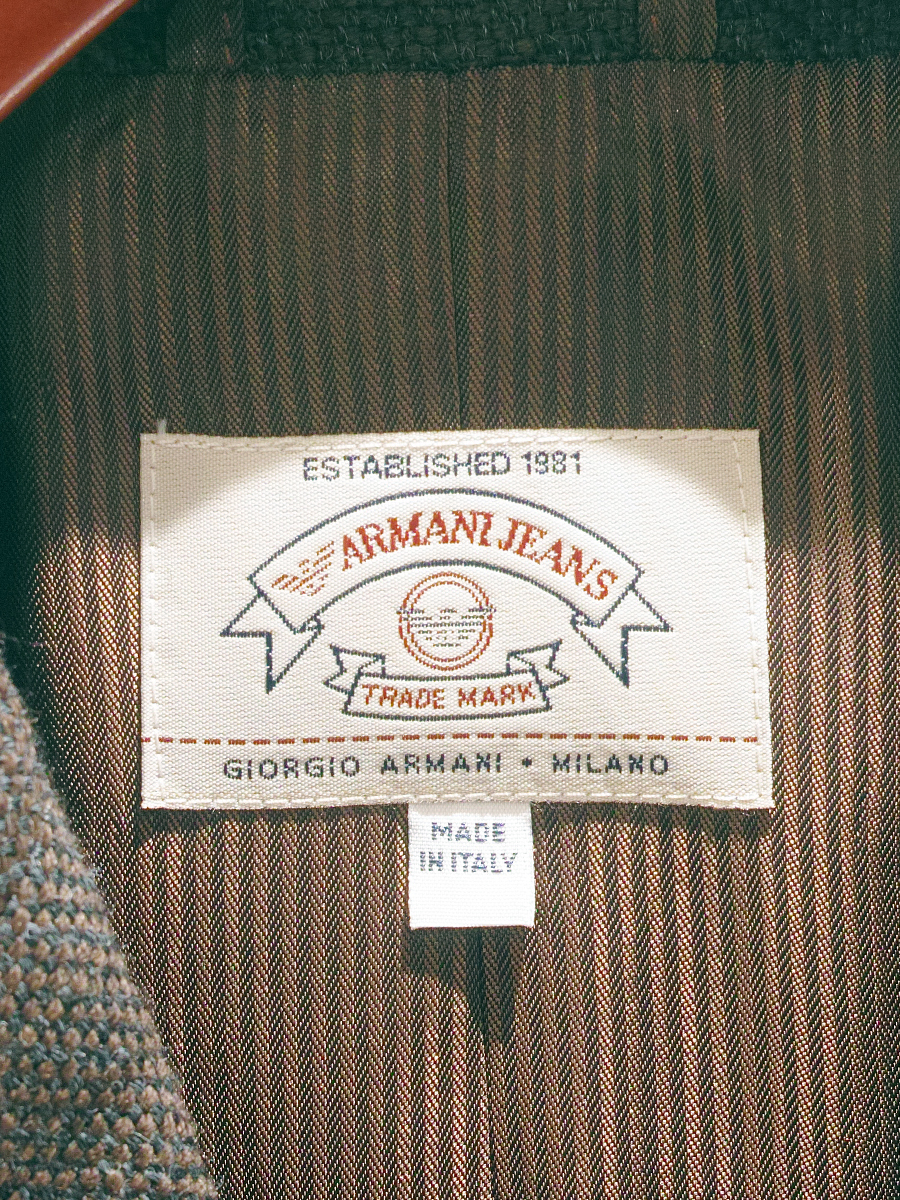 ESTABLISHED 1981
ARMANI JEANS
TRADE MARK
GIORGIO ARMANI • MILANO
MADE
IN ITALY